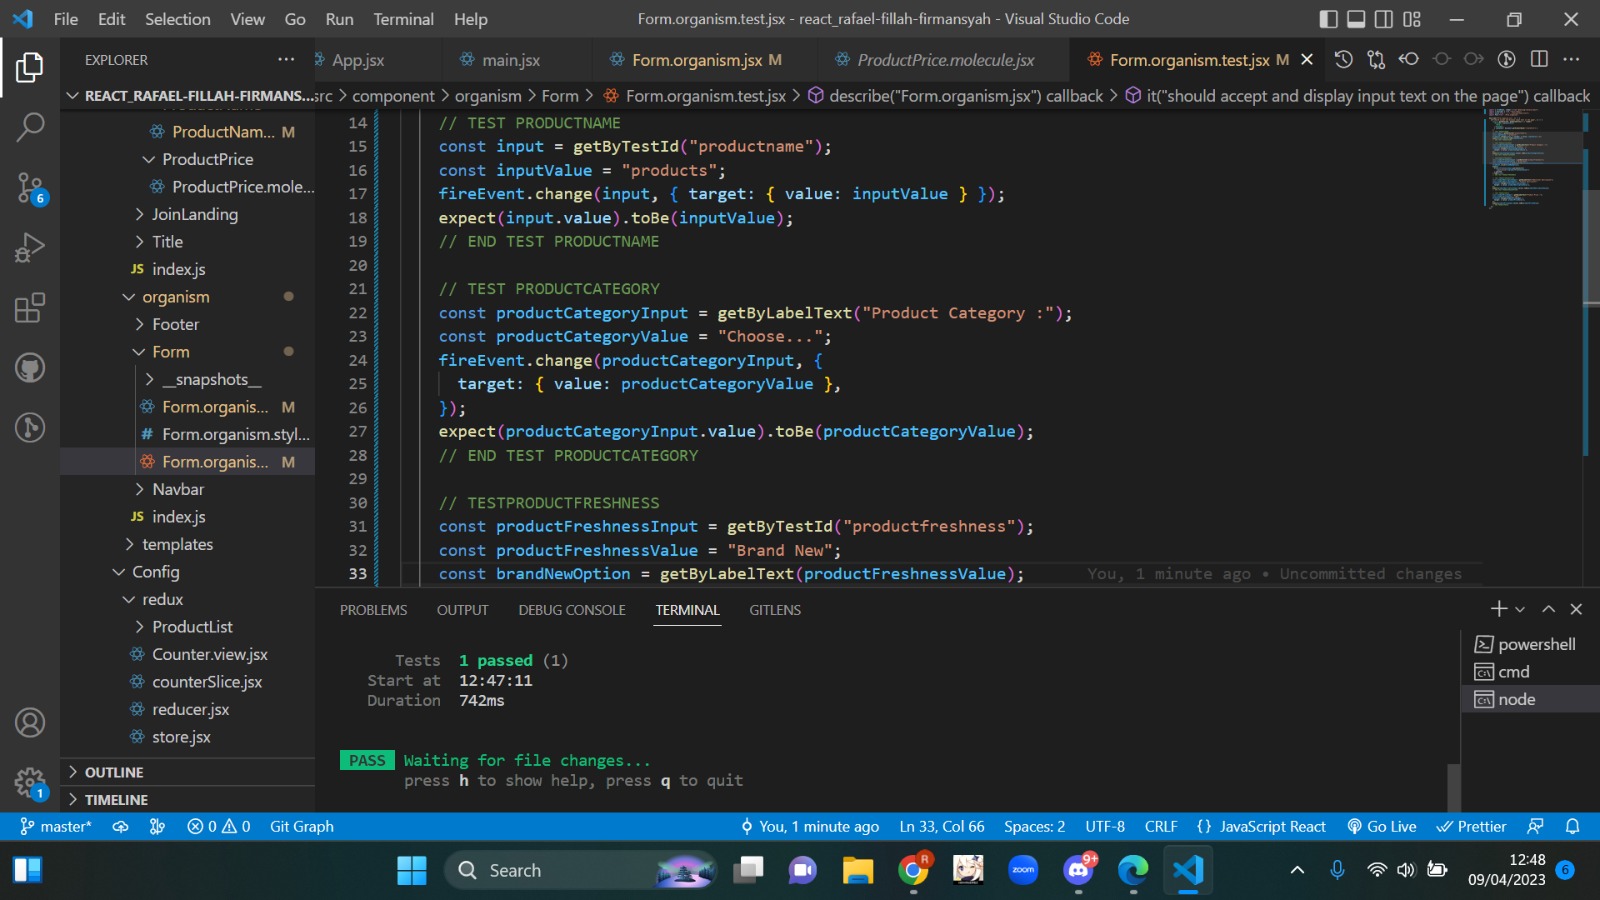 File Edit Selection View Go Run Terminal Help
Form.organism.test.jsx - react_rafael-fillah-firmansyah - Visual Studio Code
EXPLORER
App.jsx
main.jsx
Form.organism.jsx M
ProductPrice.molecule.jsx
Form.organism.test.jsx M
REACT_RAFAEL-FILLAH-FIRMANS...
src > component > organism > Form > Form.organism.test.jsx > describe("Form.organism.jsx") callback > it("should accept and display input text on the page") callback
ProductNam... M
ProductPrice
ProductPrice.mole...
JoinLanding
Title
JS index.js
organism
Footer
Form
__snapshots__
Form.organis... M
# Form.organism.styl...
Form.organis... M
Navbar
JS index.js
templates
Config
redux
ProductList
Counter.view.jsx
counterSlice.jsx
reducer.jsx
store.jsx
OUTLINE
TIMELINE
6
1
14 // TEST PRODUCTNAME
15 const input = getByTestId("productname");
16 const inputValue = "products";
17 fireEvent.change(input, { target: { value: inputValue } });
18 expect(input.value).toBe(inputValue);
19 // END TEST PRODUCTNAME
20
21 // TEST PRODUCTCATEGORY
22 const productCategoryInput = getByLabelText("Product Category :");
23 const productCategoryValue = "Choose...";
24 fireEvent.change(productCategoryInput, {
25 target: { value: productCategoryValue },
26 });
27 expect(productCategoryInput.value).toBe(productCategoryValue);
28 // END TEST PRODUCTCATEGORY
29
30 // TESTPRODUCTFRESHNESS
31 const productFreshnessInput = getByTestId("productfreshness");
32 const productFreshnessValue = "Brand New";
33 const brandNewOption = getByLabelText(productFreshnessValue); You, 1 minute ago • Uncommitted changes
PROBLEMS OUTPUT DEBUG CONSOLE TERMINAL GITLENS
Tests 1 passed (1)
Start at 12:47:11
Duration 742ms
PASS Waiting for file changes...
press h to show help, press q to quit
powershell
cmd
node
master* 0 0 Git Graph You, 1 minute ago Ln 33, Col 66 Spaces: 2 UTF-8 CRLF {} JavaScript React Go Live Prettier
Search
R
zoom
9+
12:48
09/04/2023
6